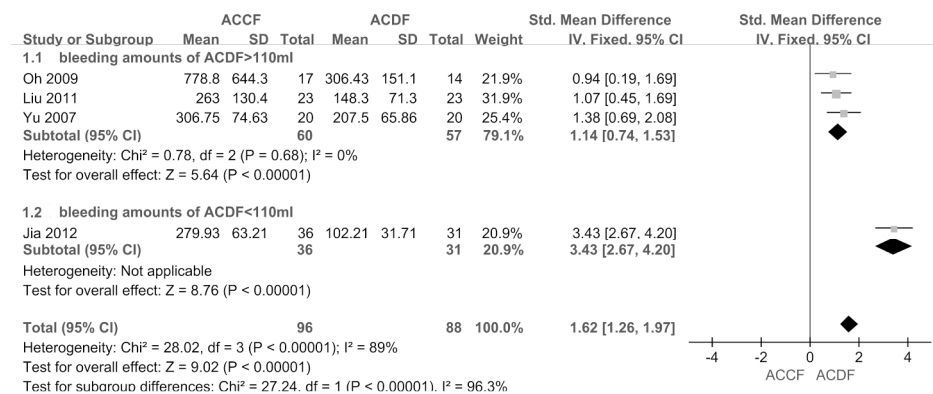 ACCF ACDF Std. Mean Difference Std. Mean Difference
Study or Subgroup Mean SD Total Mean SD Total Weight IV, Fixed, 95% CI IV, Fixed, 95% CI
1.1 bleeding amounts of ACDF>110ml
Oh 2009 778.8 644.3 17 306.43 151.1 14 21.9% 0.94 [0.19, 1.69]
Liu 2011 263 130.4 23 148.3 71.3 23 31.9% 1.07 [0.45, 1.69]
Yu 2007 306.75 74.63 20 207.5 65.86 20 25.4% 1.38 [0.69, 2.08]
Subtotal (95% CI) 60 57 79.1% 1.14 [0.74, 1.53]
Heterogeneity: Chi² = 0.78, df = 2 (P = 0.68); I² = 0%
Test for overall effect: Z = 5.64 (P < 0.00001)
1.2 bleeding amounts of ACDF<110ml
Jia 2012 279.93 63.21 36 102.21 31.71 31 20.9% 3.43 [2.67, 4.20]
Subtotal (95% CI) 36 31 20.9% 3.43 [2.67, 4.20]
Heterogeneity: Not applicable
Test for overall effect: Z = 8.76 (P < 0.00001)
Total (95% CI) 96 88 100.0% 1.62 [1.26, 1.97]
Heterogeneity: Chi² = 28.02, df = 3 (P < 0.00001); I² = 89%
Test for overall effect: Z = 9.02 (P < 0.00001)
Test for subgroup differences: Chi² = 27.24, df = 1 (P < 0.00001), I² = 96.3%
-4 -2 0 2 4
ACCF ACDF